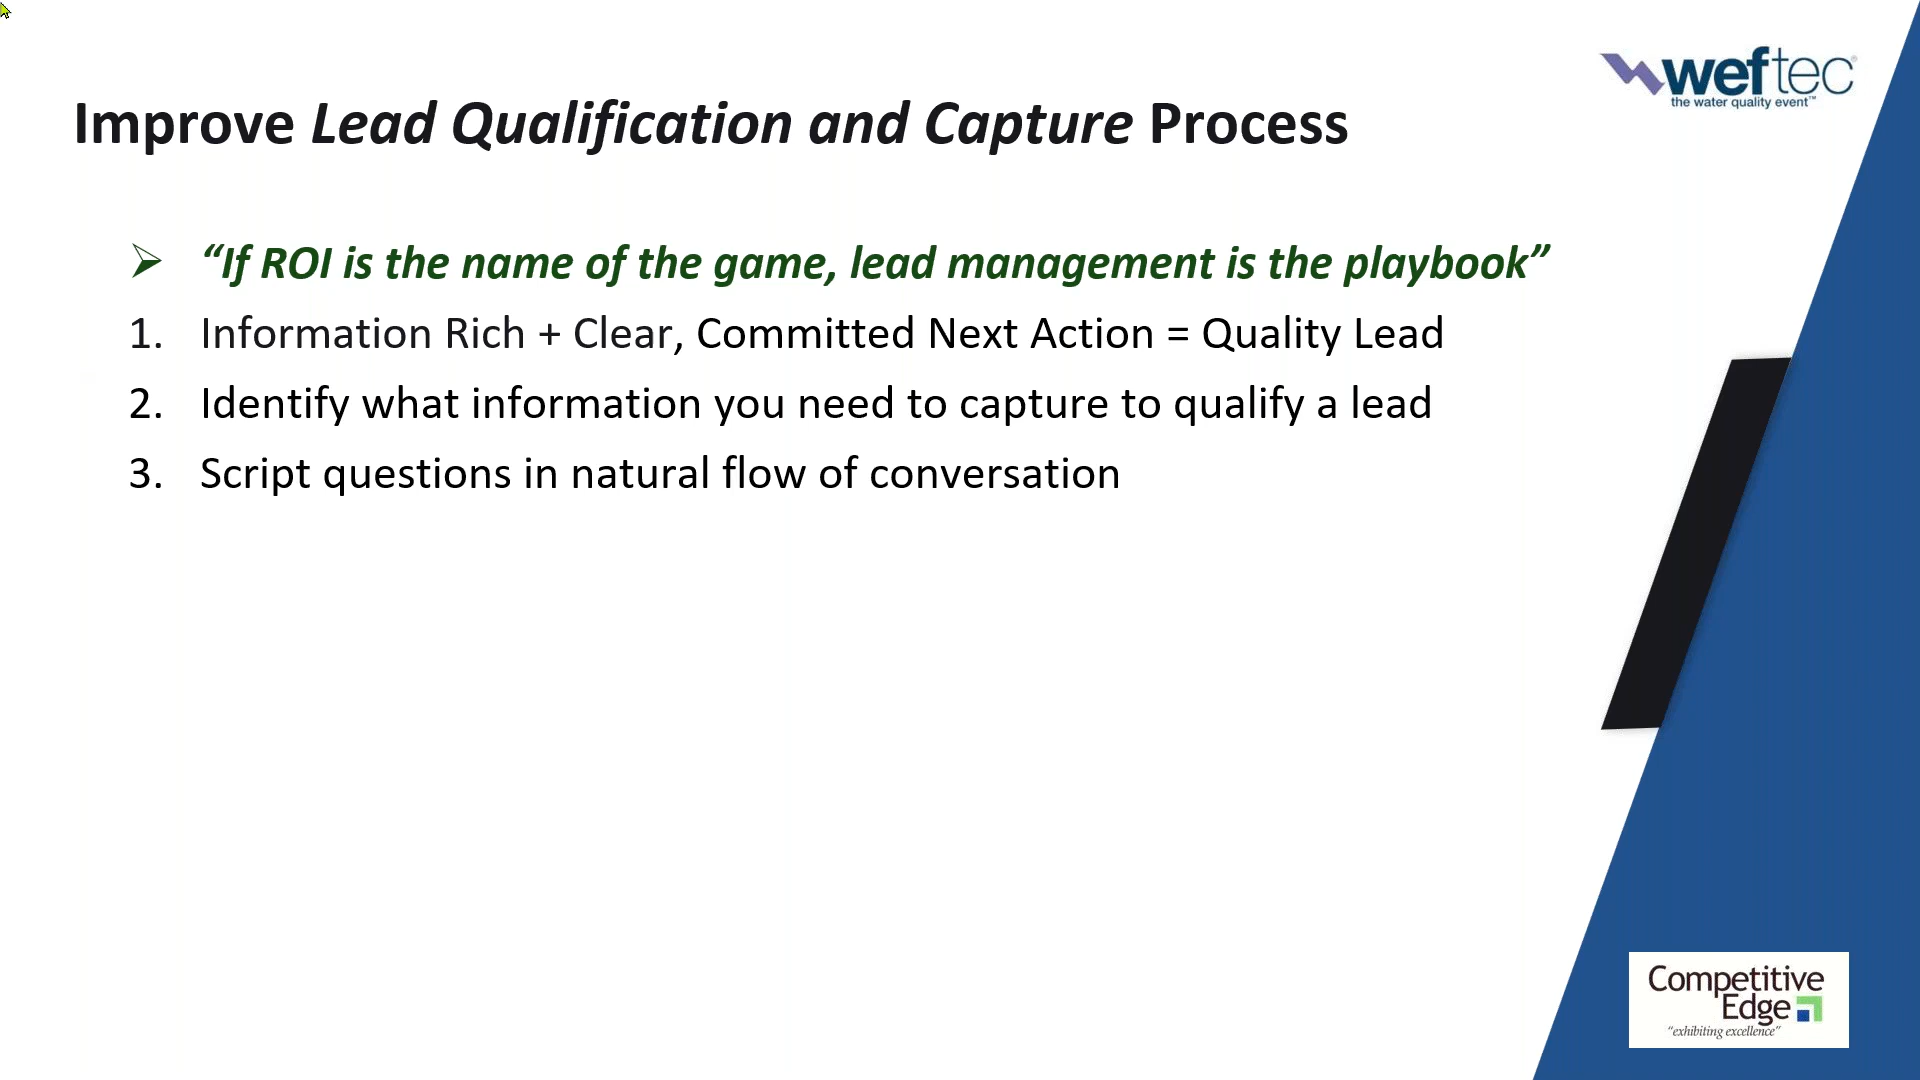 weftec®
the water quality event™
Improve Lead Qualification and Capture Process
➢ “If ROI is the name of the game, lead management is the playbook”
1. Information Rich + Clear, Committed Next Action = Quality Lead
2. Identify what information you need to capture to qualify a lead
3. Script questions in natural flow of conversation
Competitive
Edge
“exhibiting excellence”